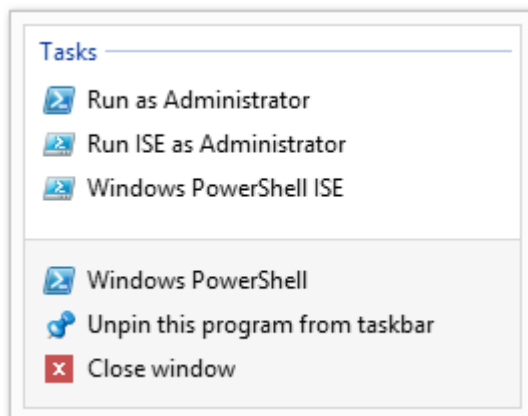 Tasks
Run as Administrator
Run ISE as Administrator
Windows PowerShell ISE
Windows PowerShell
Unpin this program from taskbar
Close window